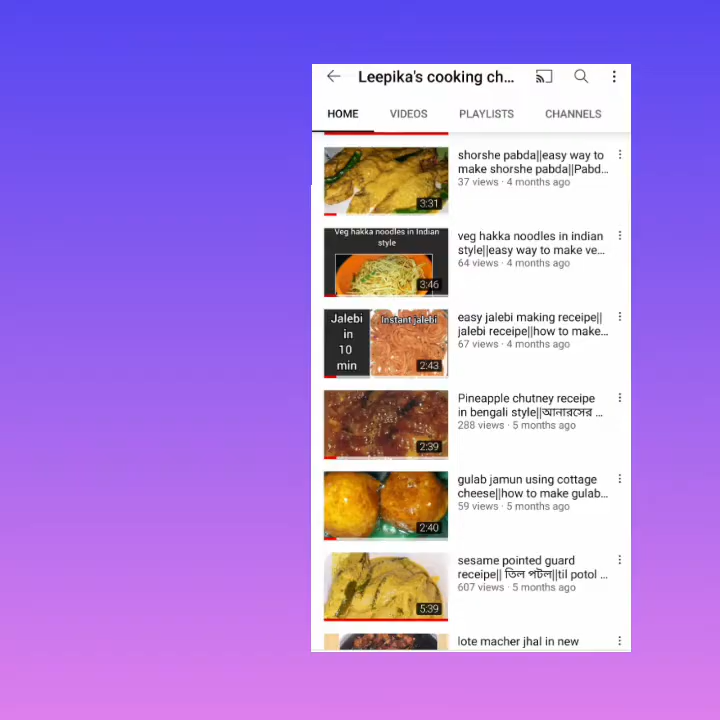 Leepika's cooking ch...
HOME VIDEOS PLAYLISTS CHANNELS
shorshe pabda||easy way to
make shorshe pabda||Pabd...
37 views · 4 months ago
3:31
Veg hakka noodles in Indian
style
3:46
veg hakka noodles in indian
style||easy way to make ve...
64 views · 4 months ago
Jalebi
in
10
min
Instant jalebi
2:43
easy jalebi making receipe||
jalebi receipe||how to make...
67 views · 4 months ago
2:39
Pineapple chutney receipe
in bengali style||আনারসের ...
288 views · 5 months ago
2:40
gulab jamun using cottage
cheese||how to make gulab...
59 views · 5 months ago
5:39
sesame pointed guard
receipe|| তিল পটল||til potol ...
607 views · 5 months ago
lote macher jhal in new